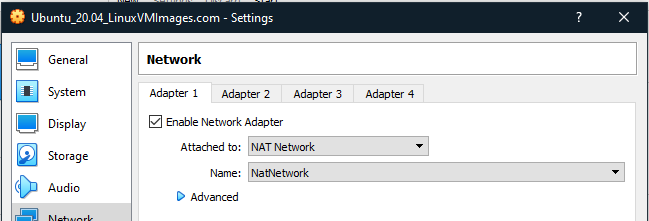 Ubuntu_20.04_LinuxVMImages.com - Settings
?
General
System
Display
Storage
Audio
Network
Network
Adapter 1 Adapter 2 Adapter 3 Adapter 4
Enable Network Adapter
Attached to: NAT Network
Name: NatNetwork
Advanced